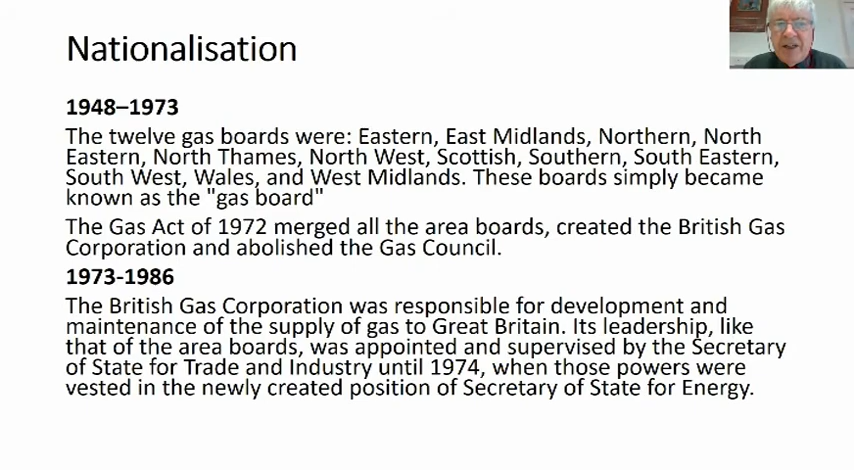 Nationalisation
1948–1973
The twelve gas boards were: Eastern, East Midlands, Northern, North
Eastern, North Thames, North West, Scottish, Southern, South Eastern,
South West, Wales, and West Midlands. These boards simply became
known as the "gas board"
The Gas Act of 1972 merged all the area boards, created the British Gas
Corporation and abolished the Gas Council.
1973-1986
The British Gas Corporation was responsible for development and
maintenance of the supply of gas to Great Britain. Its leadership, like
that of the area boards, was appointed and supervised by the Secretary
of State for Trade and Industry until 1974, when those powers were
vested in the newly created position of Secretary of State for Energy.